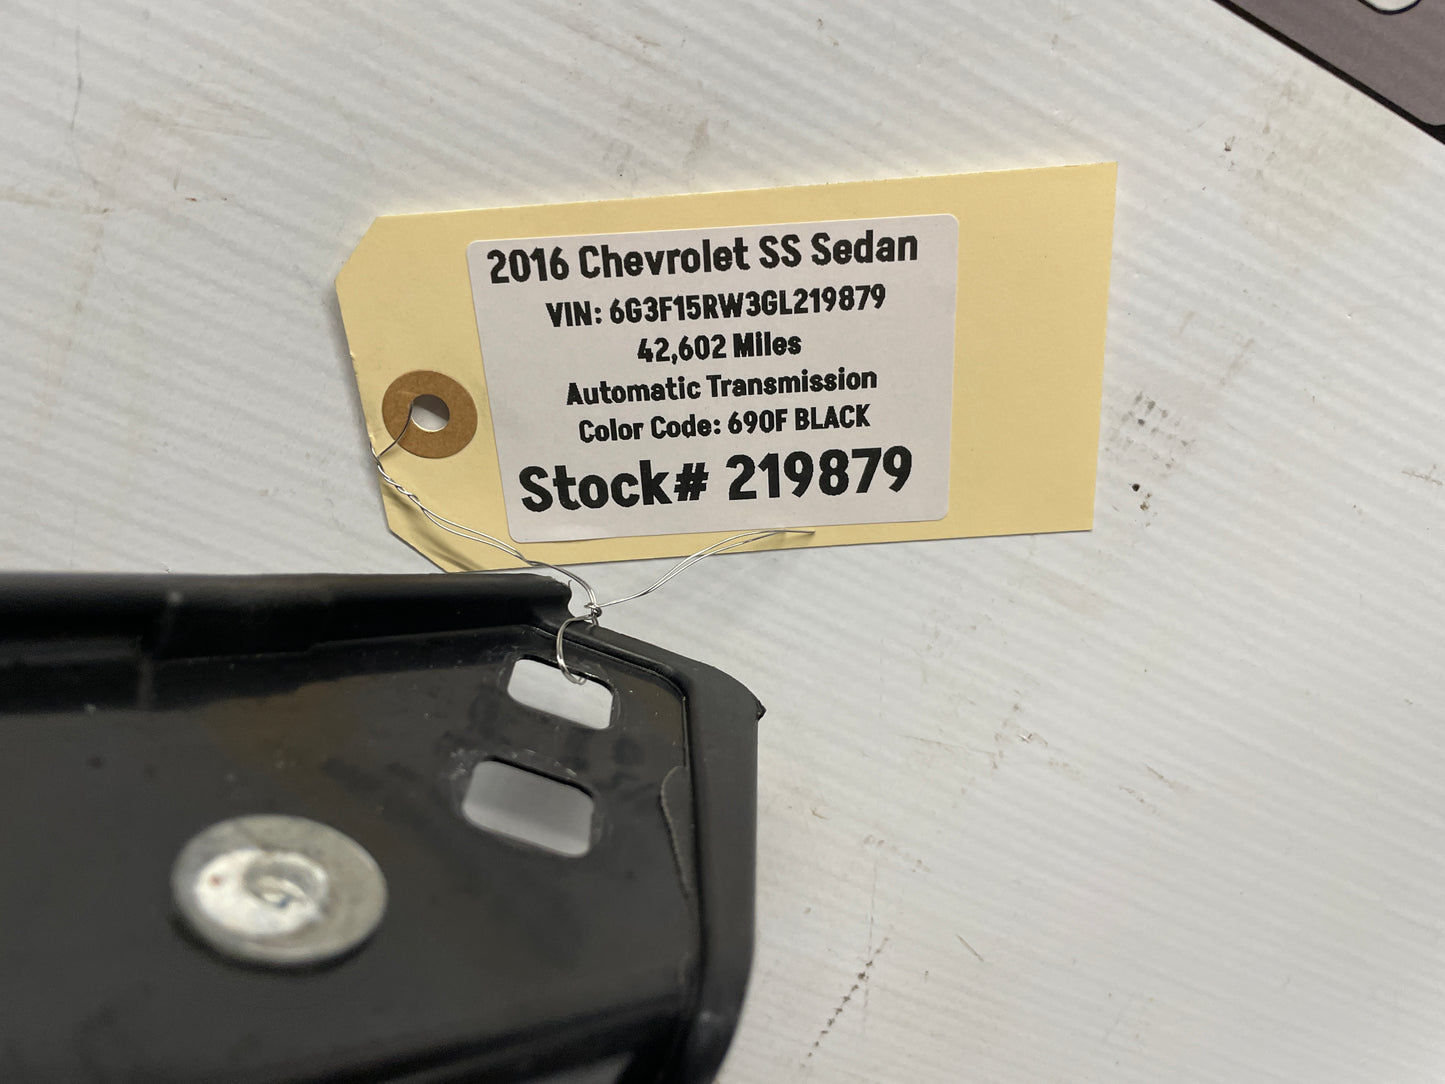 2016 Chevrolet SS Sedan
VIN: 6G3F15RW3GL219879
42,602 Miles
Automatic Transmission
Color Code: 690F BLACK
Stock# 219879